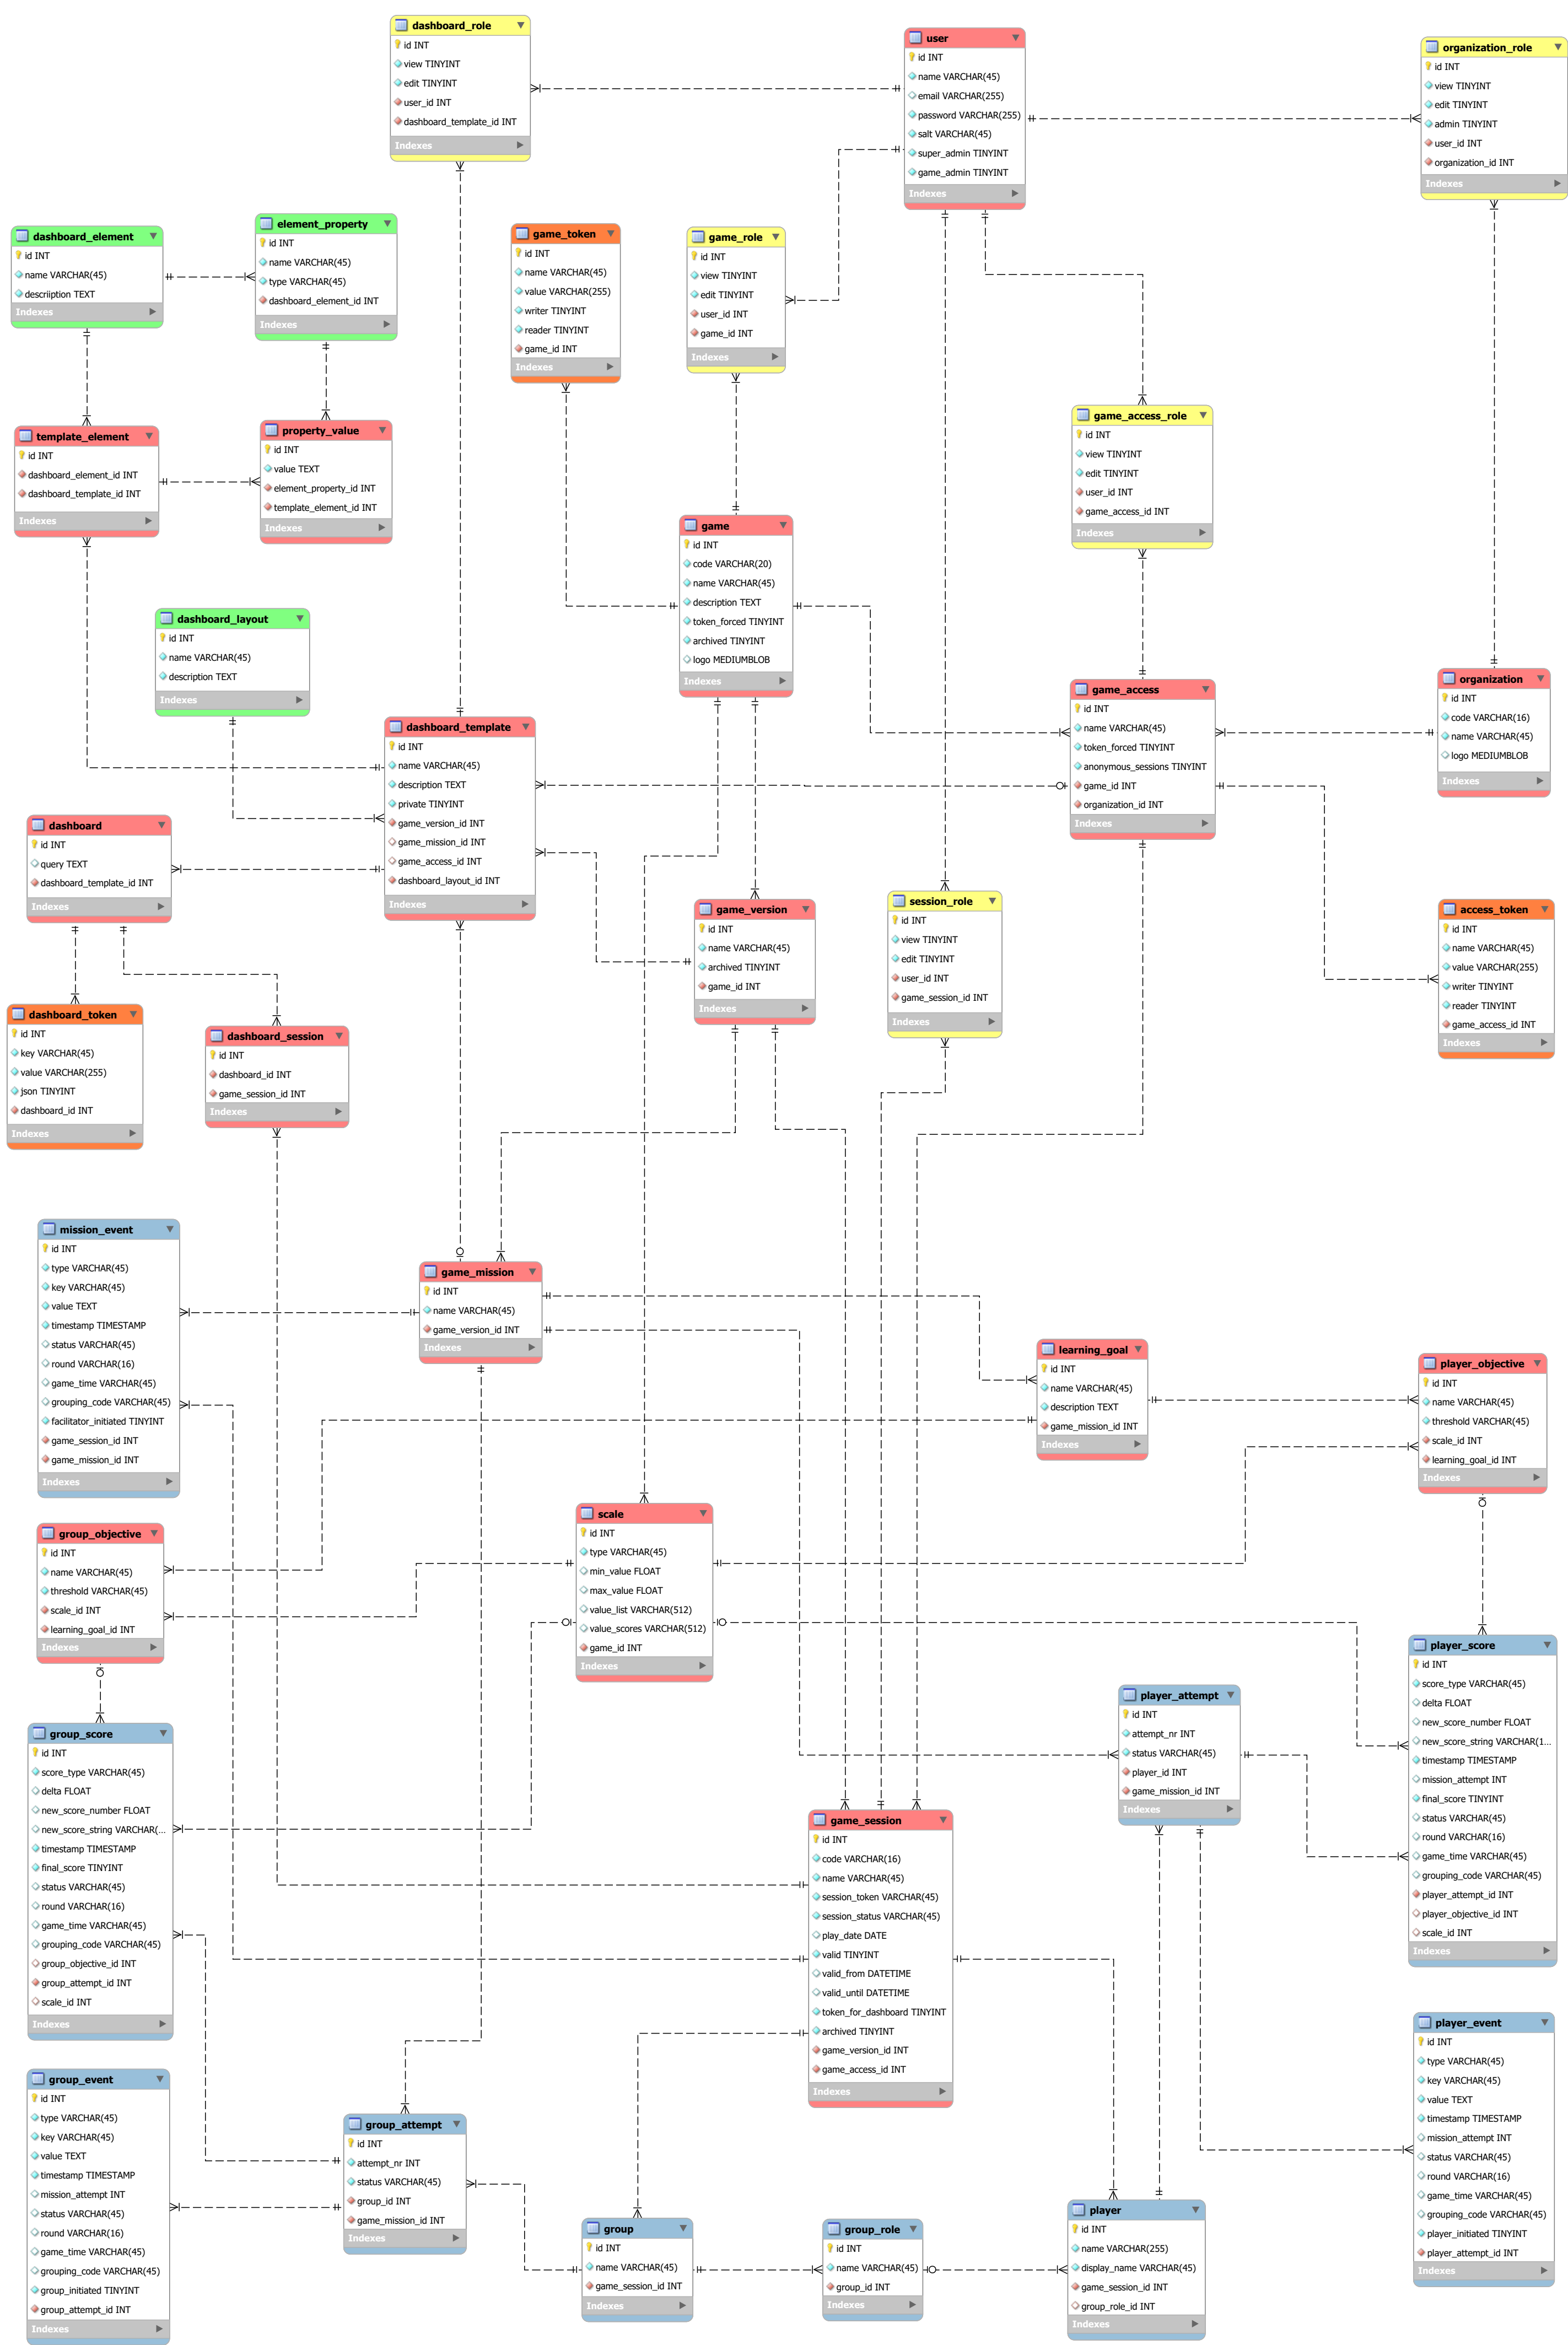 dashboard_role
id INT
view TINYINT
edit TINYINT
user_id INT
dashboard_template_id INT
Indexes
user
id INT
name VARCHAR(45)
email VARCHAR(255)
password VARCHAR(255)
salt VARCHAR(45)
super_admin TINYINT
game_admin TINYINT
Indexes
organization_role
id INT
view TINYINT
edit TINYINT
admin TINYINT
user_id INT
organization_id INT
Indexes
dashboard_element
id INT
name VARCHAR(45)
descriiption TEXT
Indexes
element_property
id INT
name VARCHAR(45)
type VARCHAR(45)
dashboard_element_id INT
Indexes
game_token
id INT
name VARCHAR(45)
value VARCHAR(255)
writer TINYINT
reader TINYINT
game_id INT
Indexes
game_role
id INT
view TINYINT
edit TINYINT
user_id INT
game_id INT
Indexes
game_access_role
id INT
view TINYINT
edit TINYINT
user_id INT
game_access_id INT
Indexes
template_element
id INT
dashboard_element_id INT
dashboard_template_id INT
Indexes
property_value
id INT
value TEXT
element_property_id INT
template_element_id INT
Indexes
game
id INT
code VARCHAR(20)
name VARCHAR(45)
description TEXT
token_forced TINYINT
archived TINYINT
logo MEDIUMBLOB
Indexes
dashboard_layout
id INT
name VARCHAR(45)
description TEXT
Indexes
game_access
id INT
name VARCHAR(45)
token_forced TINYINT
anonymous_sessions TINYINT
game_id INT
organization_id INT
Indexes
organization
id INT
code VARCHAR(16)
name VARCHAR(45)
logo MEDIUMBLOB
Indexes
dashboard_template
id INT
name VARCHAR(45)
description TEXT
private TINYINT
game_version_id INT
game_mission_id INT
game_access_id INT
dashboard_layout_id INT
Indexes
dashboard
id INT
query TEXT
dashboard_template_id INT
Indexes
game_version
id INT
name VARCHAR(45)
archived TINYINT
game_id INT
Indexes
session_role
id INT
view TINYINT
edit TINYINT
user_id INT
game_session_id INT
Indexes
access_token
id INT
name VARCHAR(45)
value VARCHAR(255)
writer TINYINT
reader TINYINT
game_access_id INT
Indexes
dashboard_token
id INT
key VARCHAR(45)
value VARCHAR(255)
json TINYINT
dashboard_id INT
Indexes
dashboard_session
id INT
dashboard_id INT
game_session_id INT
Indexes
mission_event
id INT
type VARCHAR(45)
key VARCHAR(45)
value TEXT
timestamp TIMESTAMP
status VARCHAR(45)
round VARCHAR(16)
game_time VARCHAR(45)
grouping_code VARCHAR(45)
facilitator_initiated TINYINT
game_session_id INT
game_mission_id INT
Indexes
game_mission
id INT
name VARCHAR(45)
game_version_id INT
Indexes
learning_goal
id INT
name VARCHAR(45)
description TEXT
game_mission_id INT
Indexes
player_objective
id INT
name VARCHAR(45)
threshold VARCHAR(45)
scale_id INT
learning_goal_id INT
Indexes
group_objective
id INT
name VARCHAR(45)
threshold VARCHAR(45)
scale_id INT
learning_goal_id INT
Indexes
scale
id INT
type VARCHAR(45)
min_value FLOAT
max_value FLOAT
value_list VARCHAR(512)
value_scores VARCHAR(512)
game_id INT
Indexes
player_score
id INT
score_type VARCHAR(45)
delta FLOAT
new_score_number FLOAT
new_score_string VARCHAR(1...
timestamp TIMESTAMP
mission_attempt INT
final_score TINYINT
status VARCHAR(45)
round VARCHAR(16)
game_time VARCHAR(45)
grouping_code VARCHAR(45)
player_attempt_id INT
player_objective_id INT
scale_id INT
Indexes
player_attempt
id INT
attempt_nr INT
status VARCHAR(45)
player_id INT
game_mission_id INT
Indexes
group_score
id INT
score_type VARCHAR(45)
delta FLOAT
new_score_number FLOAT
new_score_string VARCHAR(...
timestamp TIMESTAMP
final_score TINYINT
status VARCHAR(45)
round VARCHAR(16)
game_time VARCHAR(45)
grouping_code VARCHAR(45)
group_objective_id INT
group_attempt_id INT
scale_id INT
Indexes
game_session
id INT
code VARCHAR(16)
name VARCHAR(45)
session_token VARCHAR(45)
session_status VARCHAR(45)
play_date DATE
valid TINYINT
valid_from DATETIME
valid_until DATETIME
token_for_dashboard TINYINT
archived TINYINT
game_version_id INT
game_access_id INT
Indexes
player_event
id INT
type VARCHAR(45)
key VARCHAR(45)
value TEXT
timestamp TIMESTAMP
mission_attempt INT
status VARCHAR(45)
round VARCHAR(16)
game_time VARCHAR(45)
grouping_code VARCHAR(45)
player_initiated TINYINT
player_attempt_id INT
Indexes
group_event
id INT
type VARCHAR(45)
key VARCHAR(45)
value TEXT
timestamp TIMESTAMP
mission_attempt INT
status VARCHAR(45)
round VARCHAR(16)
game_time VARCHAR(45)
grouping_code VARCHAR(45)
group_initiated TINYINT
group_attempt_id INT
Indexes
group_attempt
id INT
attempt_nr INT
status VARCHAR(45)
group_id INT
game_mission_id INT
Indexes
group
id INT
name VARCHAR(45)
game_session_id INT
Indexes
group_role
id INT
name VARCHAR(45)
group_id INT
Indexes
player
id INT
name VARCHAR(255)
display_name VARCHAR(45)
game_session_id INT
group_role_id INT
Indexes